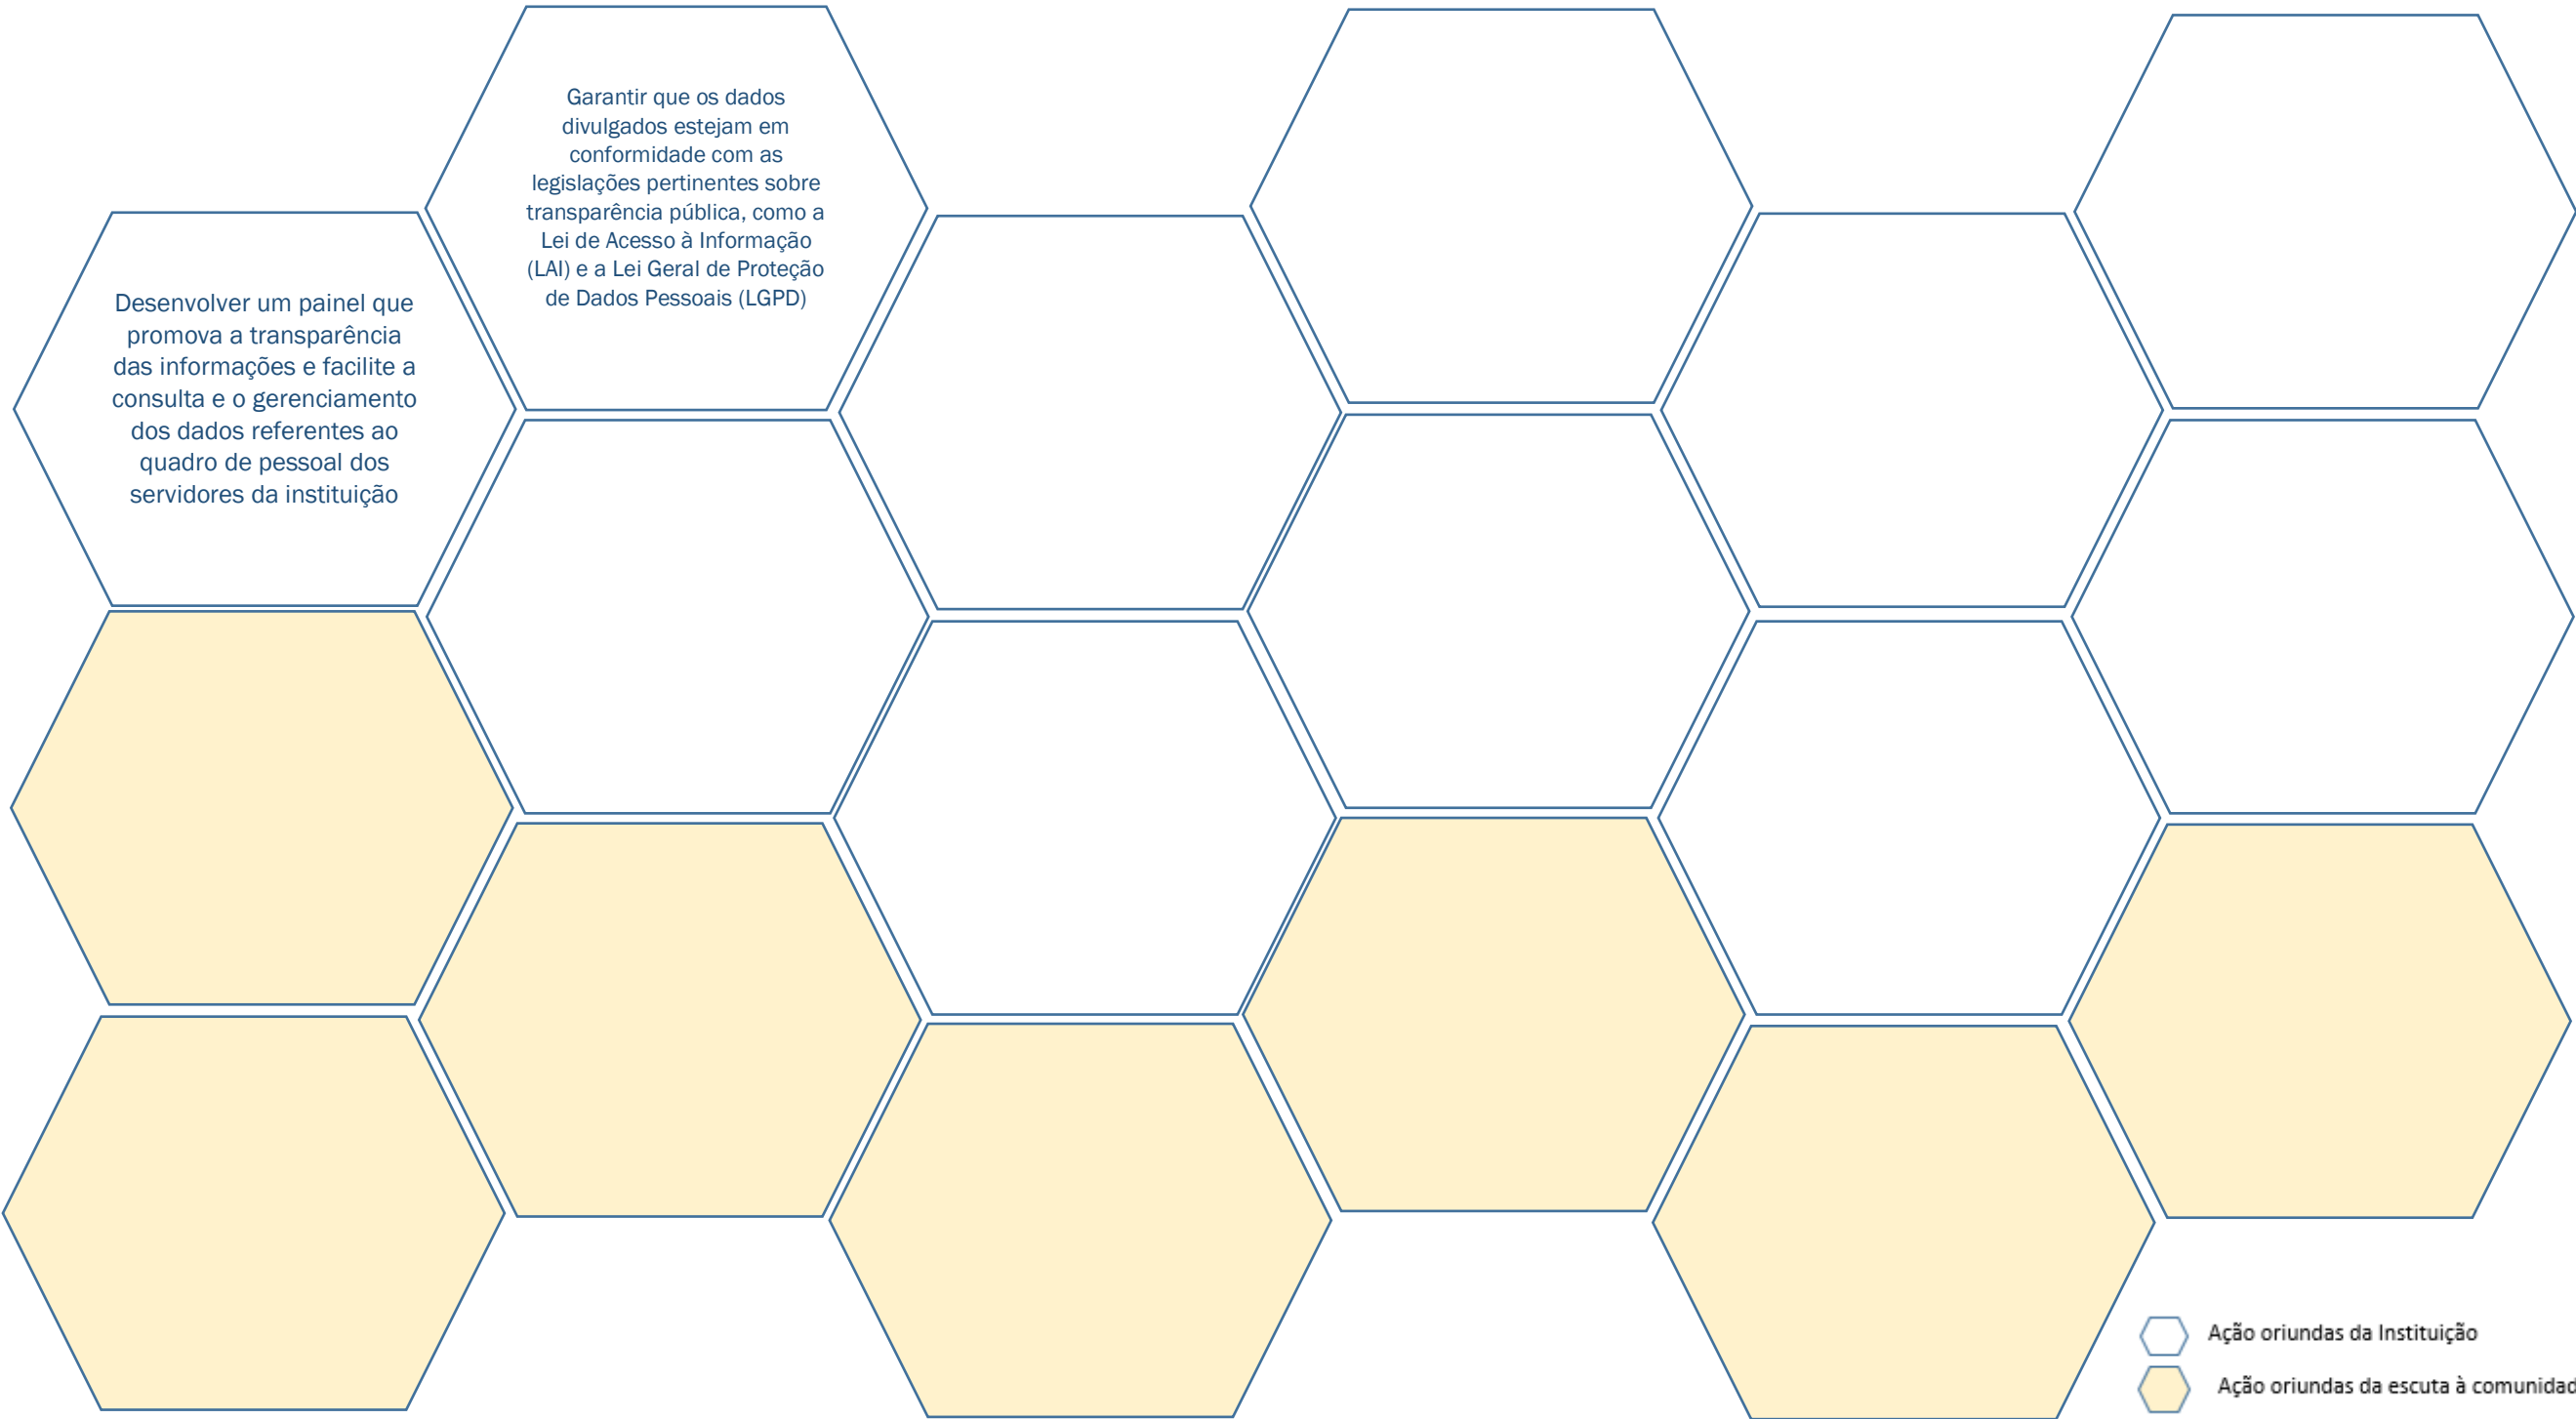 Garantir que os dados
divulgados estejam em
conformidade com as
legislações pertinentes sobre
transparência pública, como a
Lei de Acesso à Informação
(LAI) e a Lei Geral de Proteção
de Dados Pessoais (LGPD)
Desenvolver um painel que
promova a transparência
das informações e facilite a
consulta e o gerenciamento
dos dados referentes ao
quadro de pessoal dos
servidores da instituição
Ação oriundas da Instituição
Ação oriundas da escuta à comunidad